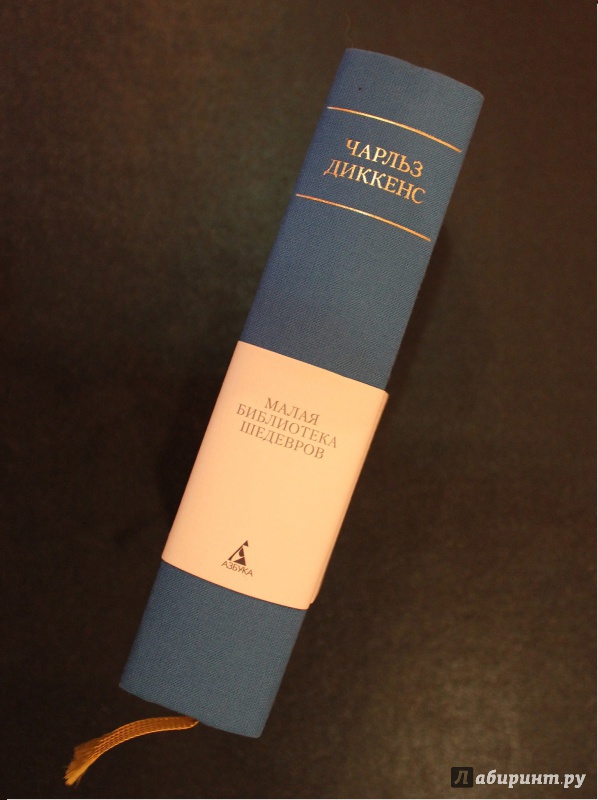 ЧАРЛЬЗ
ДИККЕНС
МАЛАЯ
БИБЛИОТЕКА
ШЕДЕВРОВ
АЗБУКА
Лабиринт.ру